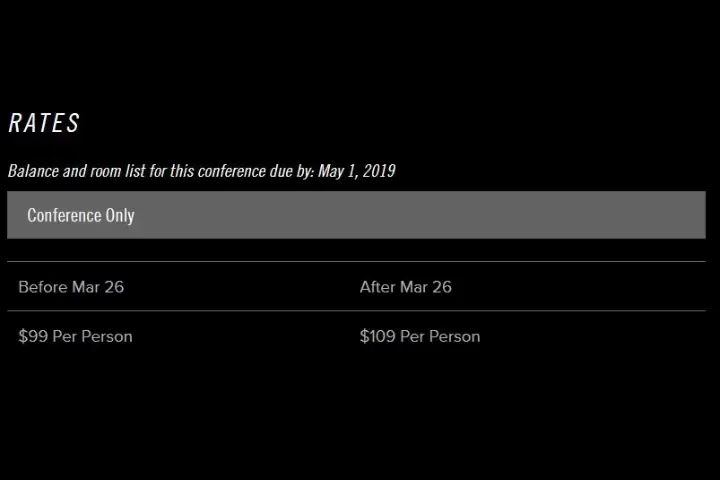 RATES
Balance and room list for this conference due by: May 1, 2019
Conference Only
Before Mar 26 After Mar 26
$99 Per Person $109 Per Person